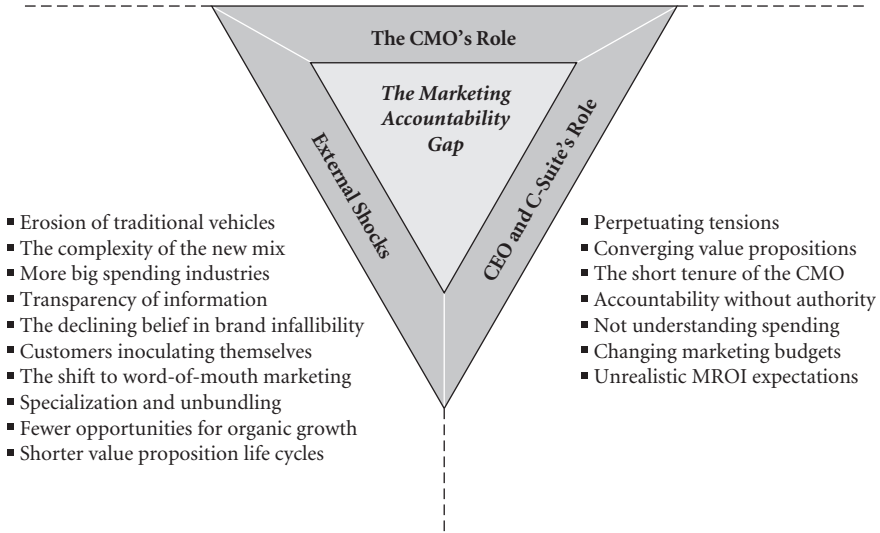 The CMO’s Role
The Marketing
Accountability
Gap
External Shocks
CEO and C-Suite’s Role
▪ Erosion of traditional vehicles
▪ The complexity of the new mix
▪ More big spending industries
▪ Transparency of information
▪ The declining belief in brand infallibility
▪ Customers inoculating themselves
▪ The shift to word-of-mouth marketing
▪ Specialization and unbundling
▪ Fewer opportunities for organic growth
▪ Shorter value proposition life cycles
▪ Perpetuating tensions
▪ Converging value propositions
▪ The short tenure of the CMO
▪ Accountability without authority
▪ Not understanding spending
▪ Changing marketing budgets
▪ Unrealistic MROI expectations